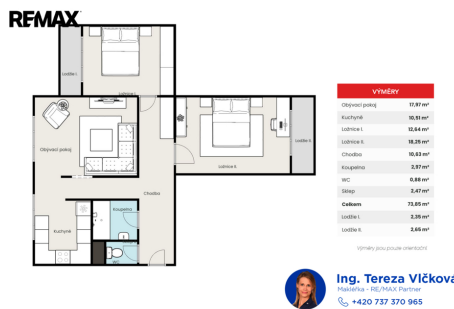 RE/MAX
Lodžie I.
Ložnice I.
Obývací pokoj
Ložnice II.
Lodžie II.
Chodba
Koupelna
Kuchyně
WC
VÝMĚRY
Obývací pokoj 17,97 m²
Kuchyně 10,51 m²
Ložnice I. 12,64 m²
Ložnice II. 18,25 m²
Chodba 10,63 m²
Koupelna 2,97 m²
WC 0,88 m²
Sklep 2,47 m²
Celkem 73,85 m²
Lodžie I. 2,35 m²
Lodžie II. 2,65 m²
Výměry jsou pouze orientační
Ing. Tereza Vlčková
Makléřka - RE/MAX Partner
+420 737 370 965